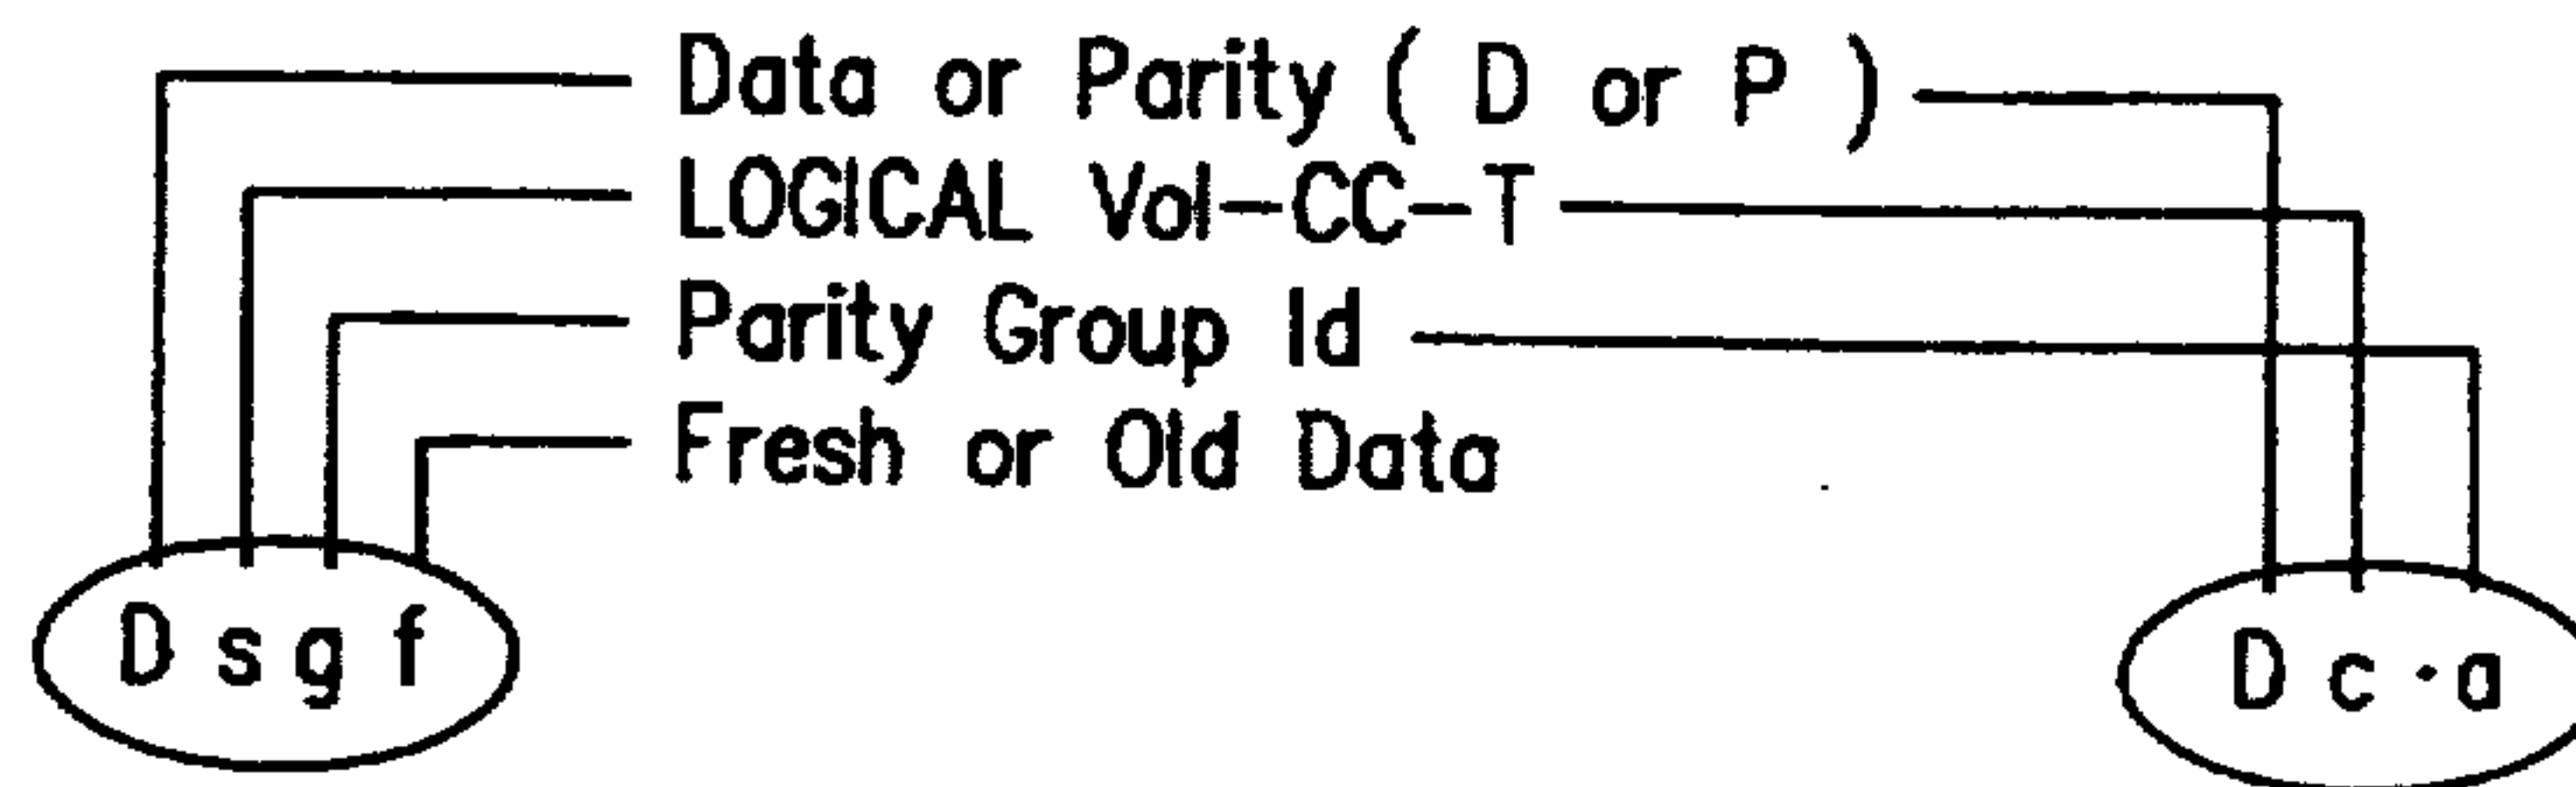 Data or Parity ( D or P )
LOGICAL Vol-CC-T
Parity Group Id
Fresh or Old Data
D s g f
D c · a